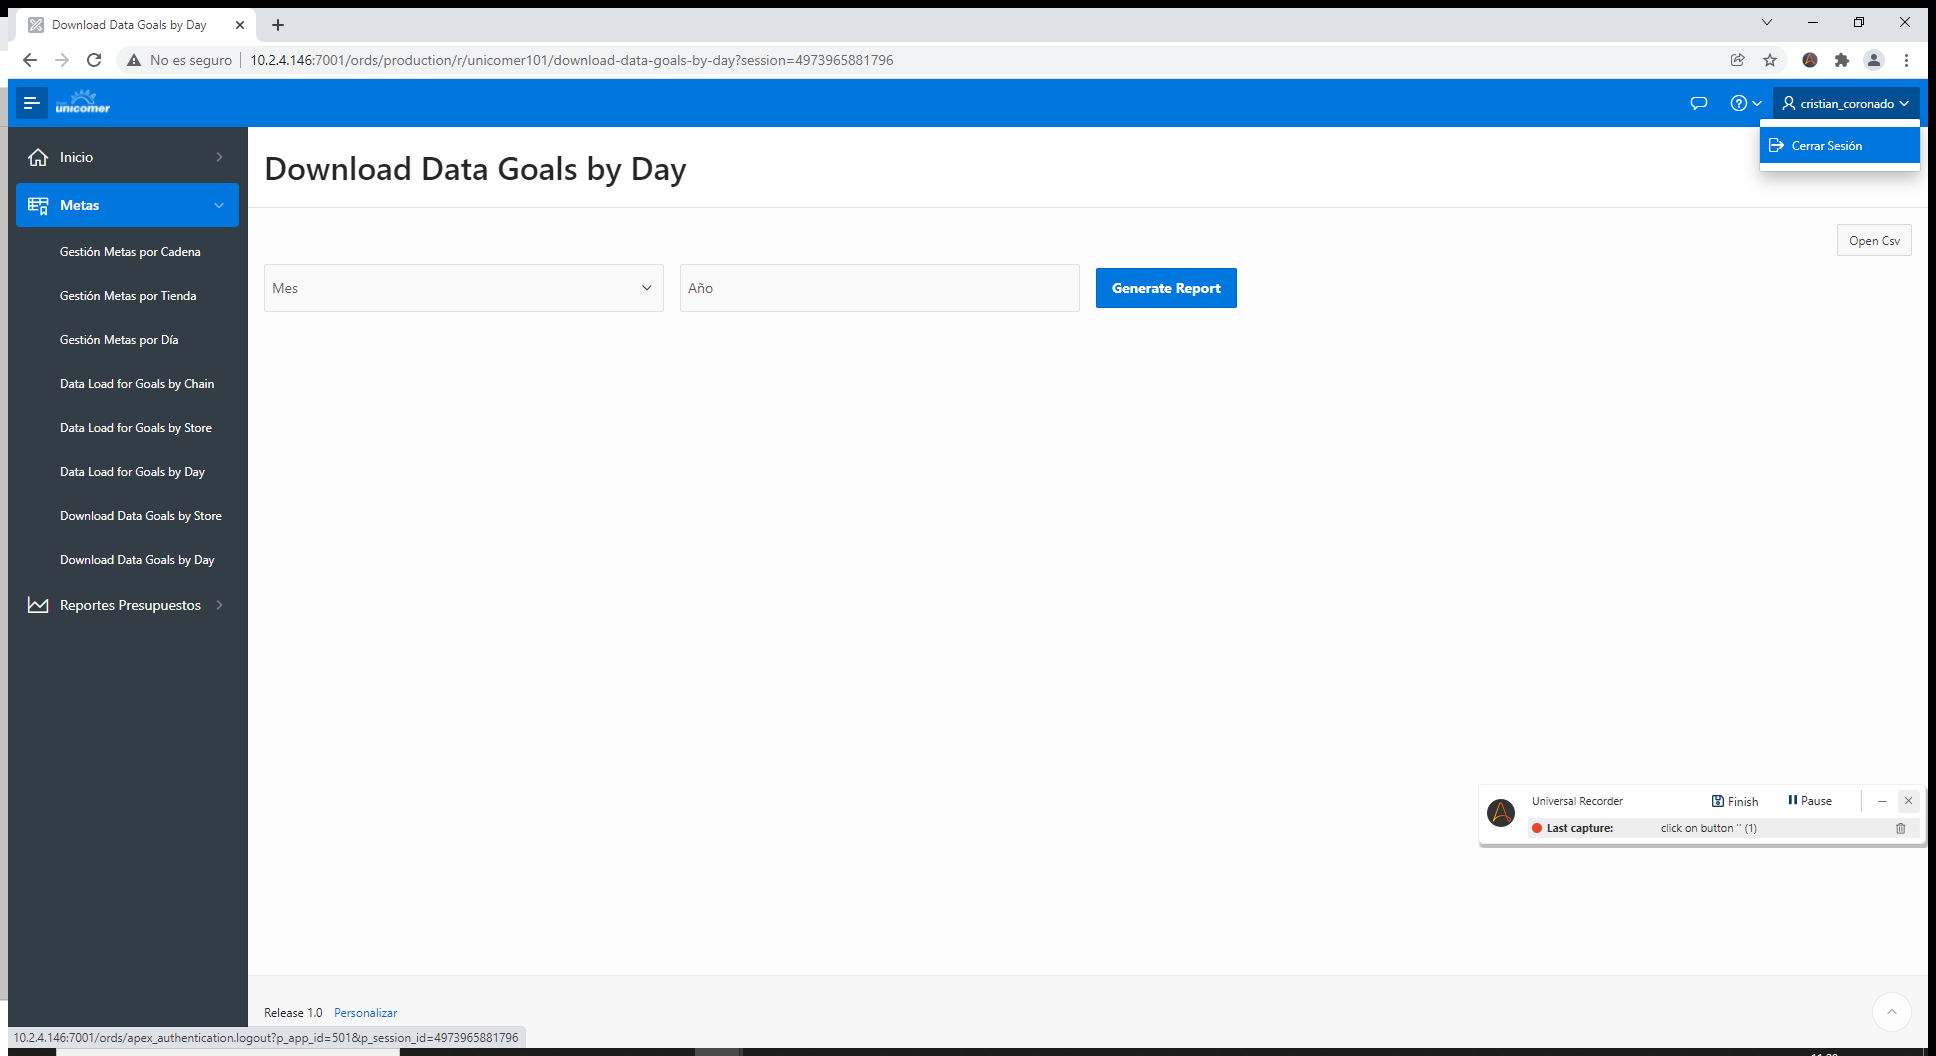 Download Data Goals by Day
No es seguro
10.2.4.146:7001/ords/production/r/unicomer101/download-data-goals-by-day?session=4973965881796
unicomer
cristian_coronado
Cerrar Sesión
Inicio
Metas
Gestión Metas por Cadena
Gestión Metas por Tienda
Gestión Metas por Día
Data Load for Goals by Chain
Data Load for Goals by Store
Data Load for Goals by Day
Download Data Goals by Store
Download Data Goals by Day
Reportes Presupuestos
Download Data Goals by Day
Open Csv
Mes
Año
Generate Report
Universal Recorder
Finish
Pause
Last capture:
click on button '' (1)
Release 1.0
Personalizar
10.2.4.146:7001/ords/apex_authentication.logout?p_app_id=501&p_session_id=4973965881796